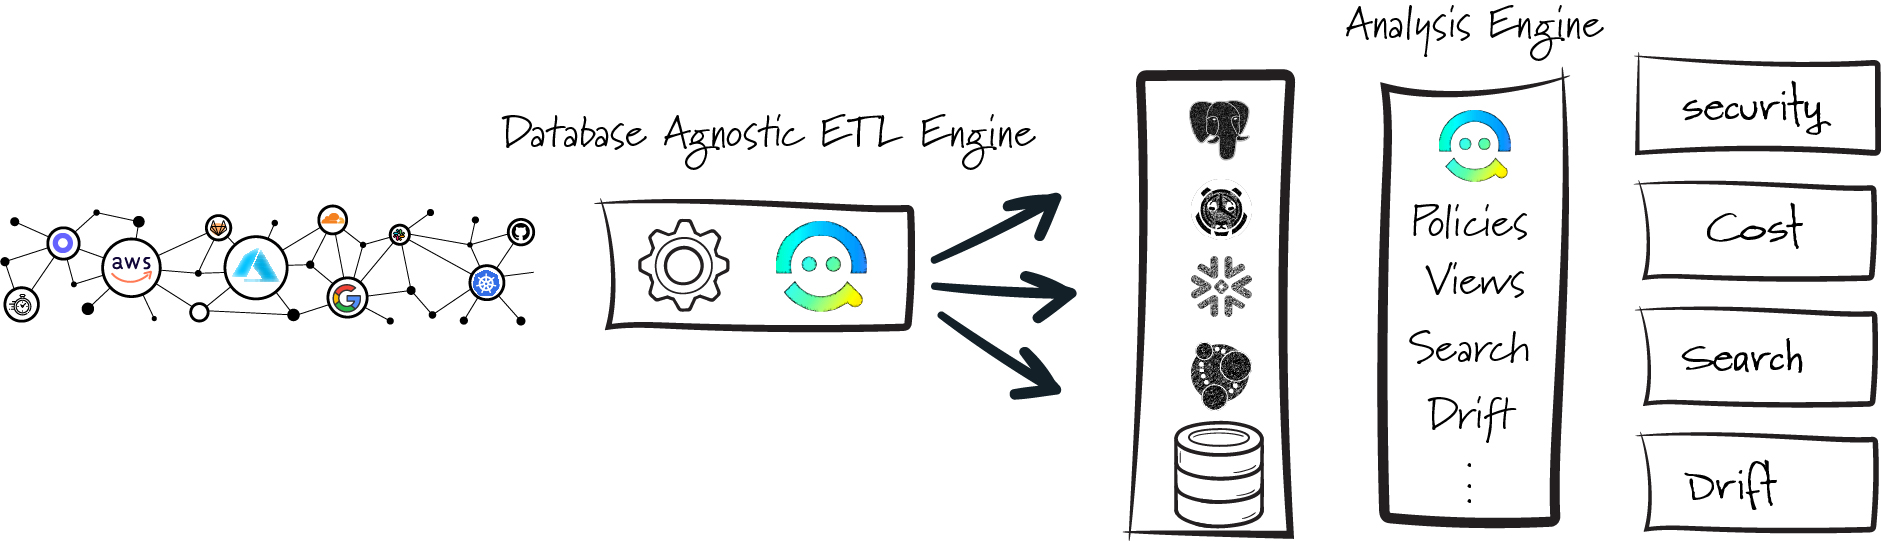 aws
G
Database Agnostic ETL Engine
Analysis Engine
Policies
Views
Search
Drift
security
Cost
Search
Drift